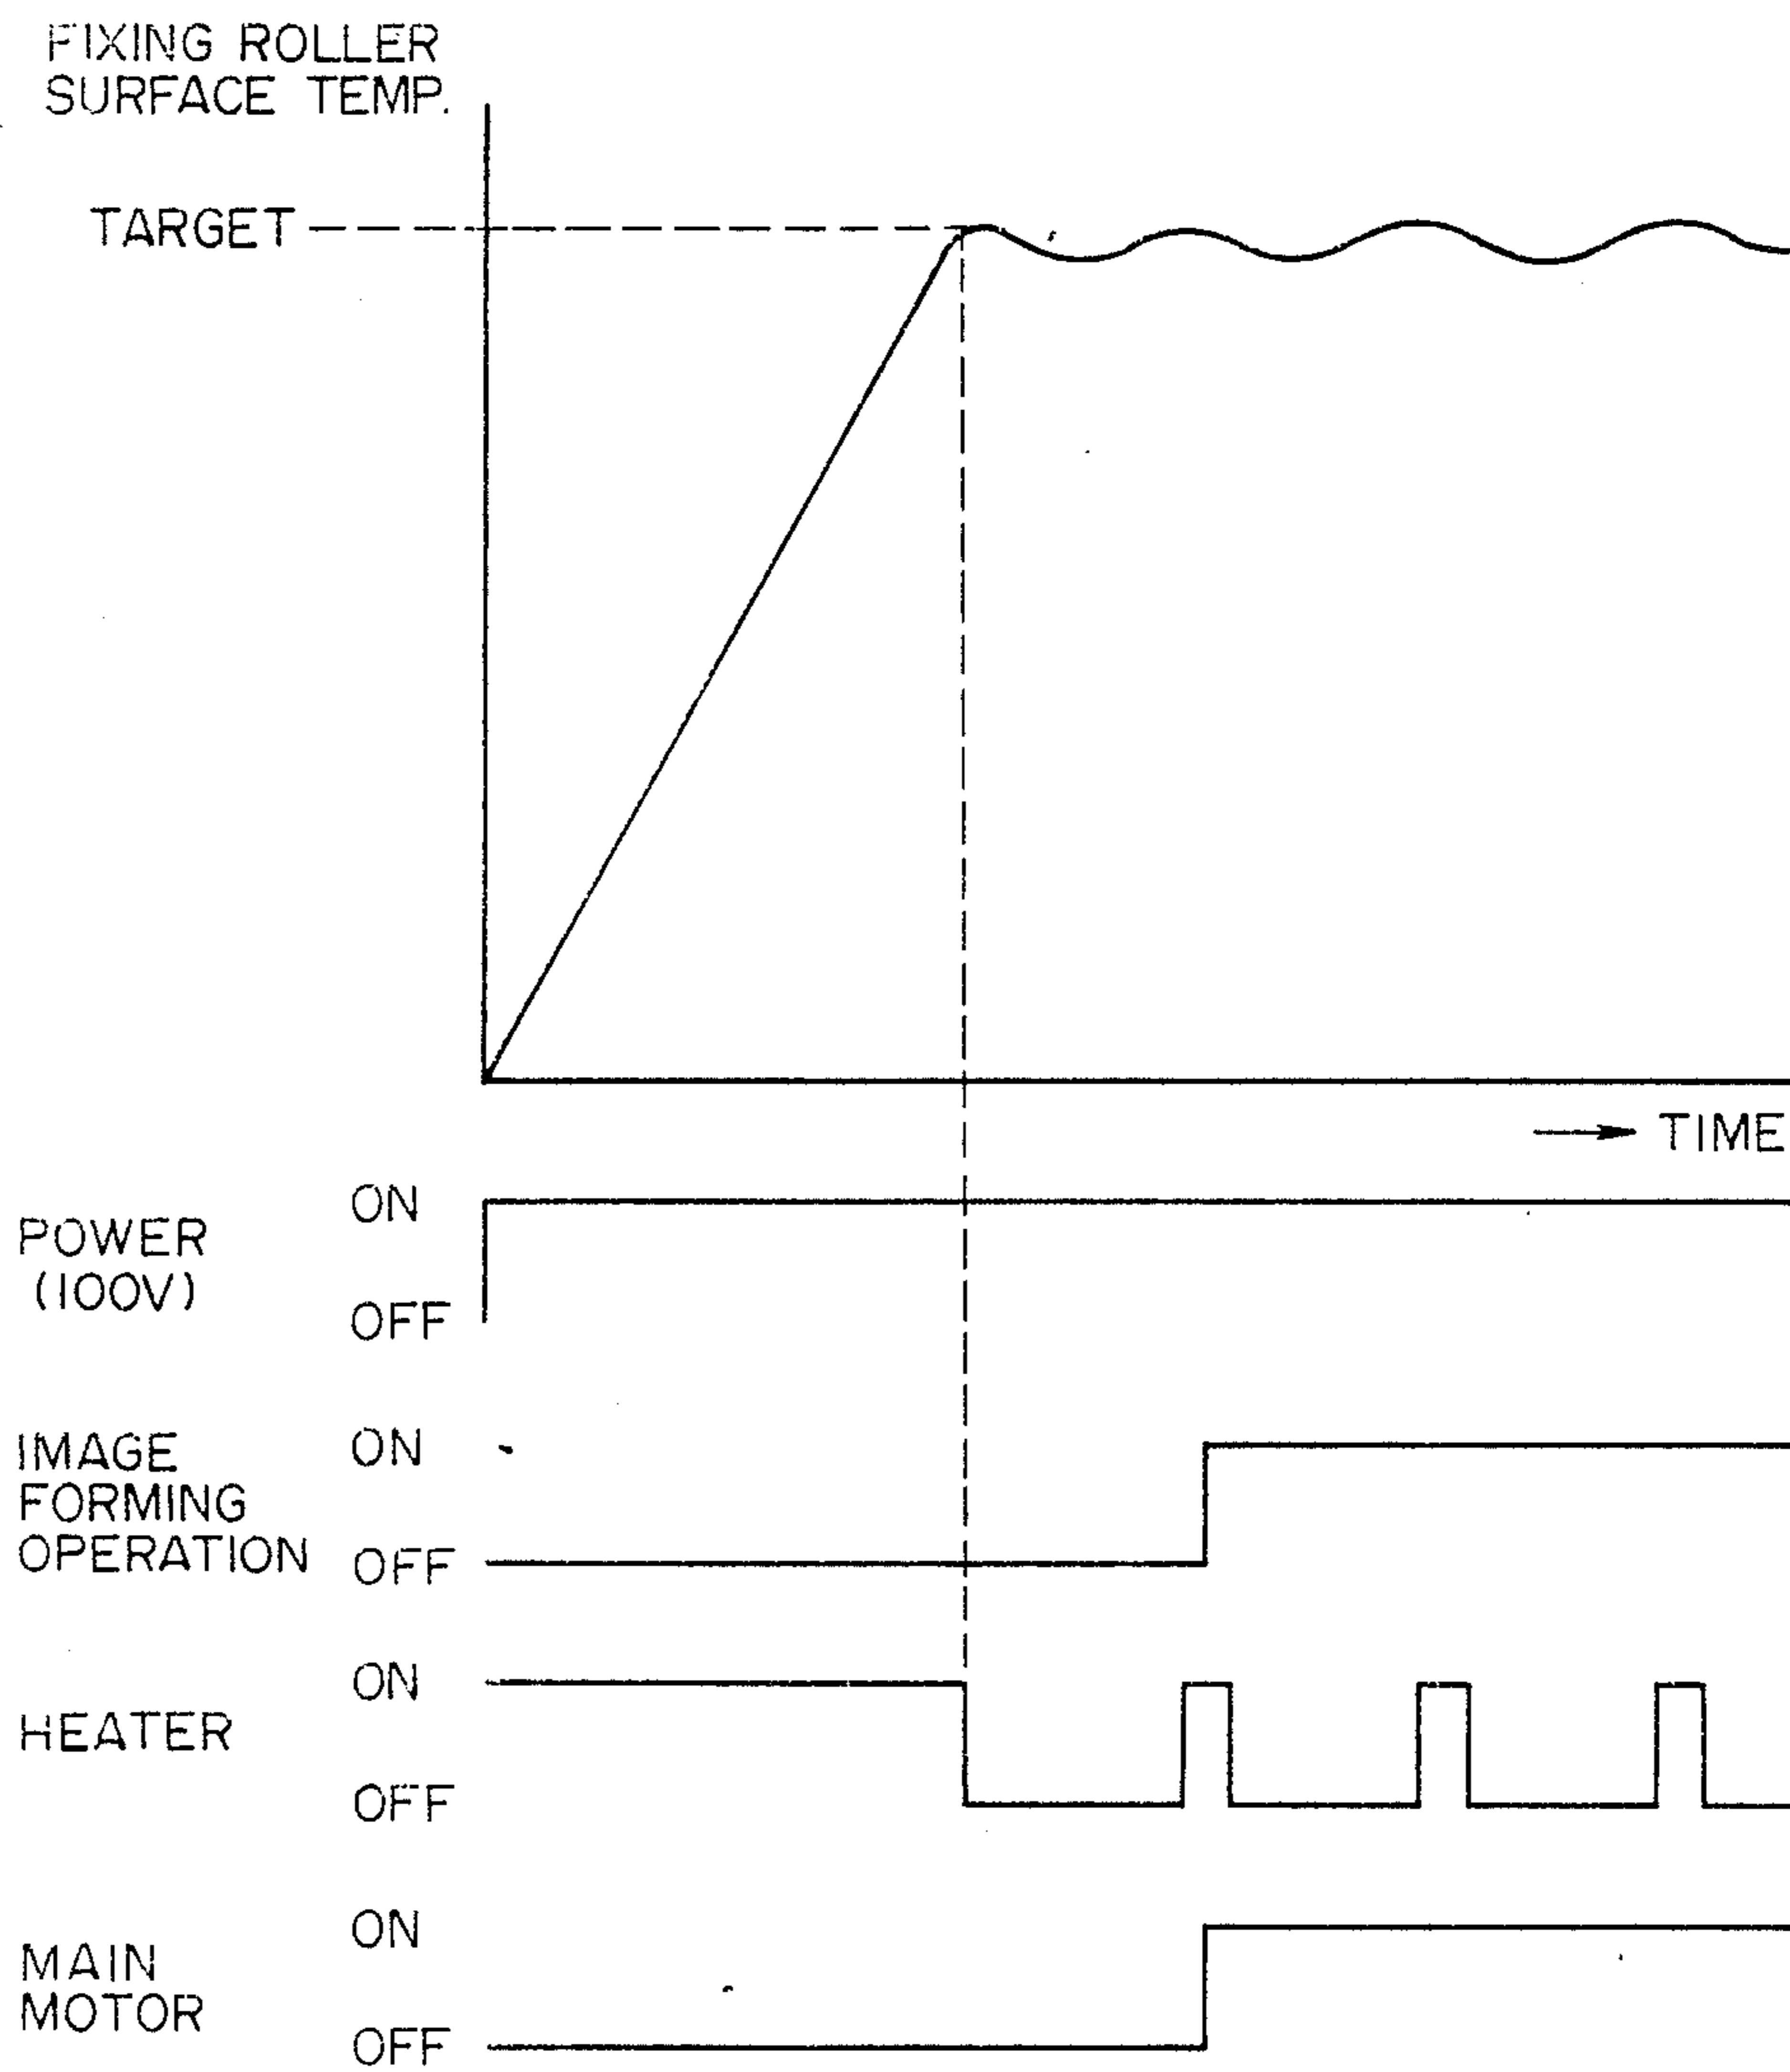 FIXING ROLLER
SURFACE TEMP.
TARGET
TIME
POWER
(100V)
ON
OFF
IMAGE
FORMING
OPERATION
ON
OFF
HEATER
ON
OFF
MAIN
MOTOR
ON
OFF